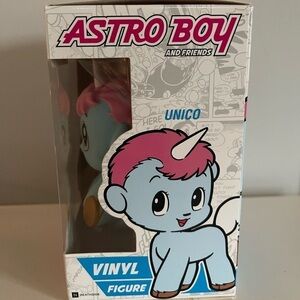 ASTRO BOY
AND FRIENDS
UNICO
VINYL
FIGURE